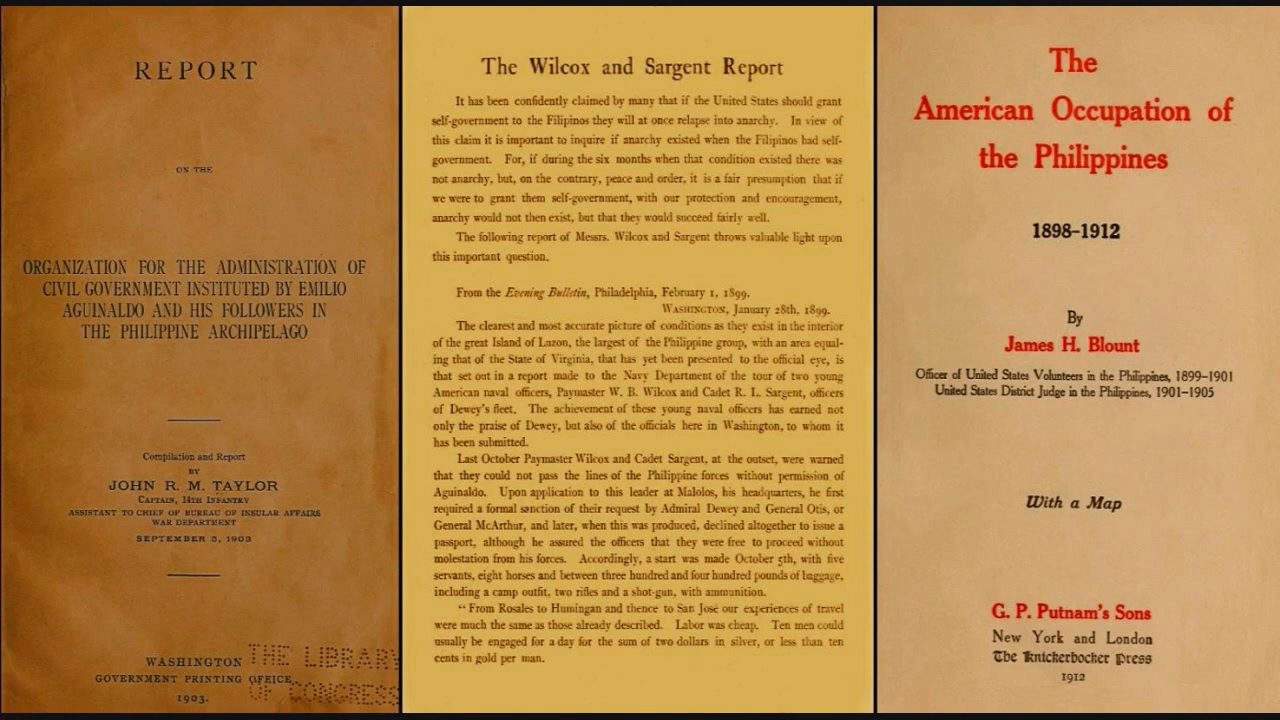 REPORT
ON THE
ORGANIZATION FOR THE ADMINISTRATION OF
CIVIL GOVERNMENT INSTITUTED BY EMILIO
AGUINALDO AND HIS FOLLOWERS IN
THE PHILIPPINE ARCHIPELAGO
Compilation and Report
BY
JOHN R. M. TAYLOR
CAPTAIN, 14TH INFANTRY
ASSISTANT TO CHIEF OF BUREAU OF INSULAR AFFAIRS
WAR DEPARTMENT
SEPTEMBER 5, 1903
WASHINGTON
GOVERNMENT PRINTING OFFICE
1903.
THE LIBRARY
OF CONGRESS
The Wilcox and Sargent Report
It has been confidently claimed by many that if the United States should grant
self-government to the Filipinos they will at once relapse into anarchy. In view of
this claim it is important to inquire if anarchy existed when the Filipinos had self-
government. For, if during the six months when that condition existed there was
not anarchy, but, on the contrary, peace and order, it is a fair presumption that if
we were to grant them self-government, with our protection and encouragement,
anarchy would not then exist, but that they would succeed fairly well.
The following report of Messrs. Wilcox and Sargent throws valuable light upon
this important question.
From the Evening Bulletin, Philadelphia, February 1, 1899.
WASHINGTON, January 28th, 1899.
The clearest and most accurate picture of conditions as they exist in the interior
of the great Island of Luzon, the largest of the Philippine group, with an area equal-
ing that of the State of Virginia, that has yet been presented to the official eye, is
that set out in a report made to the Navy Department of the tour of two young
American naval officers, Paymaster W. B. Wilcox and Cadet R. L. Sargent, officers
of Dewey's fleet. The achievement of these young naval officers has earned not
only the praise of Dewey, but also of the officials here in Washington, to whom it
has been submitted.
Last October Paymaster Wilcox and Cadet Sargent, at the outset, were warned
that they could not pass the lines of the Philippine forces without permission of
Aguinaldo. Upon application to this leader at Malolos, his headquarters, he first
required a formal sanction of their request by Admiral Dewey and General Otis, or
General McArthur, and later, when this was produced, declined altogether to issue a
passport, although he assured the officers that they were free to proceed without
molestation from his forces. Accordingly, a start was made October 5th, with five
servants, eight horses and between three hundred and four hundred pounds of baggage,
including a camp outfit, two rifles and a shot-gun, with ammunition.
“From Rosales to Humingan and thence to San José our experiences of travel
were much the same as those already described. Labor was cheap. Ten men could
usually be engaged for a day for the sum of two dollars in silver, or less than ten
cents in gold per man.
The
American Occupation of
the Philippines
1898-1912
By
James H. Blount
Officer of United States Volunteers in the Philippines, 1899-1901
United States District Judge in the Philippines, 1901-1905
With a Map
G. P. Putnam's Sons
New York and London
The Knickerbocker Press
1912